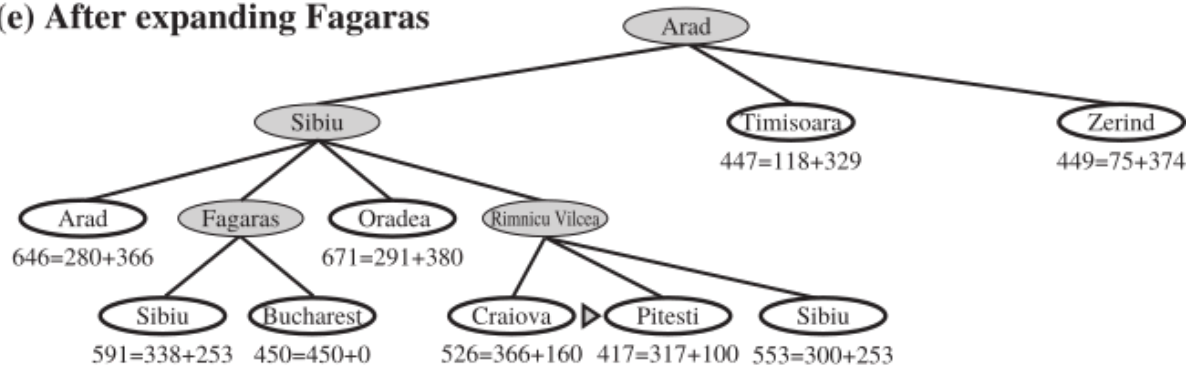 (e) After expanding Fagaras
Arad
Sibiu
Timisoara
Zerind
447=118+329
449=75+374
Arad
Fagaras
Oradea
Rimnicu Vilcea
646=280+366
671=291+380
Sibiu
Bucharest
Craiova
Pitesti
Sibiu
591=338+253
450=450+0
526=366+160
417=317+100
553=300+253